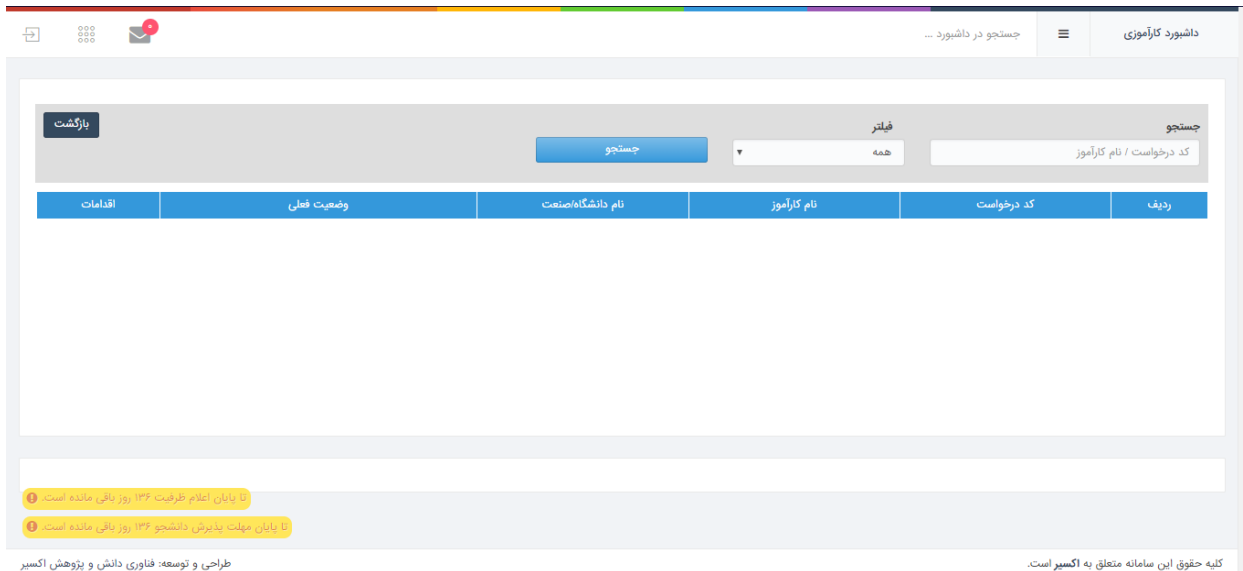 داشبورد کارآموزی
جستجو در داشبورد ...
۰
جستجو
فیلتر
بازگشت
کد درخواست / نام کارآموز
همه
جستجو
ردیف
کد درخواست
نام کارآموز
نام دانشگاه/صنعت
وضعیت فعلی
اقدامات
تا پایان اعلام ظرفیت ۱۳۶ روز باقی مانده است.
تا پایان مهلت پذیرش دانشجو ۱۳۶ روز باقی مانده است.
کلیه حقوق این سامانه متعلق به اکسیر است.
طراحی و توسعه: فناوری دانش و پژوهش اکسیر